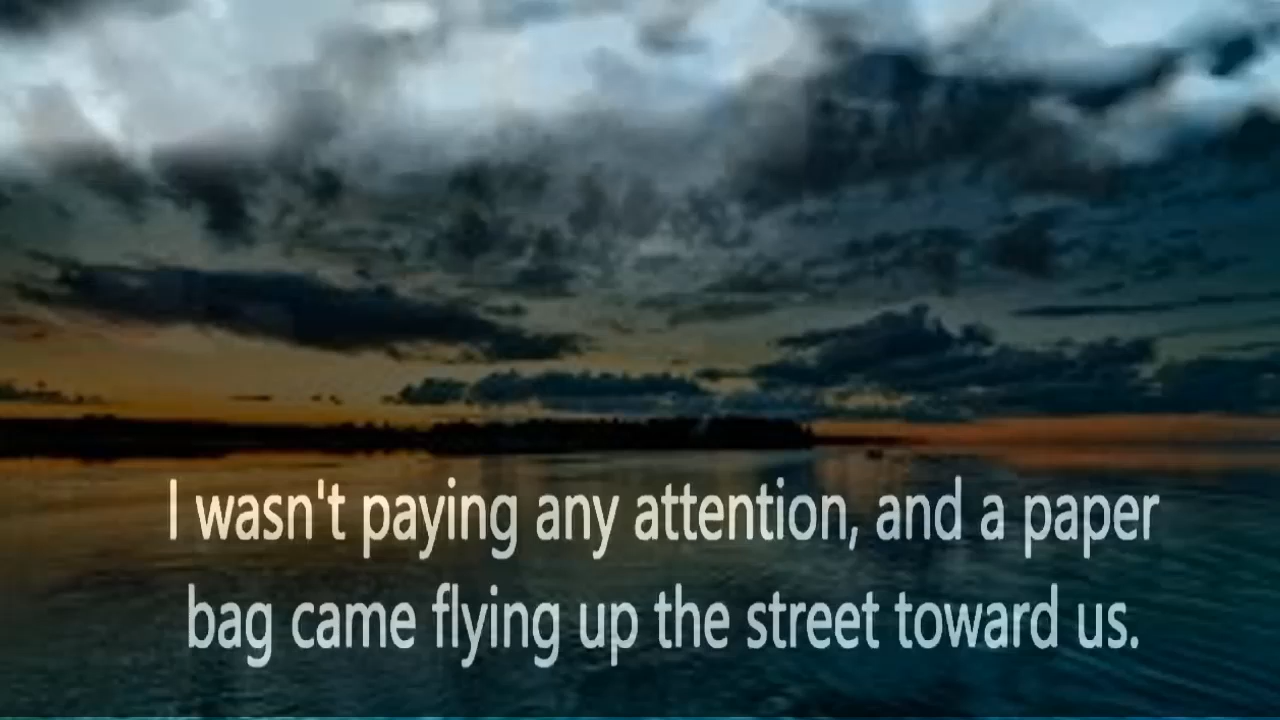 I wasn't paying any attention, and a paper
bag came flying up the street toward us.